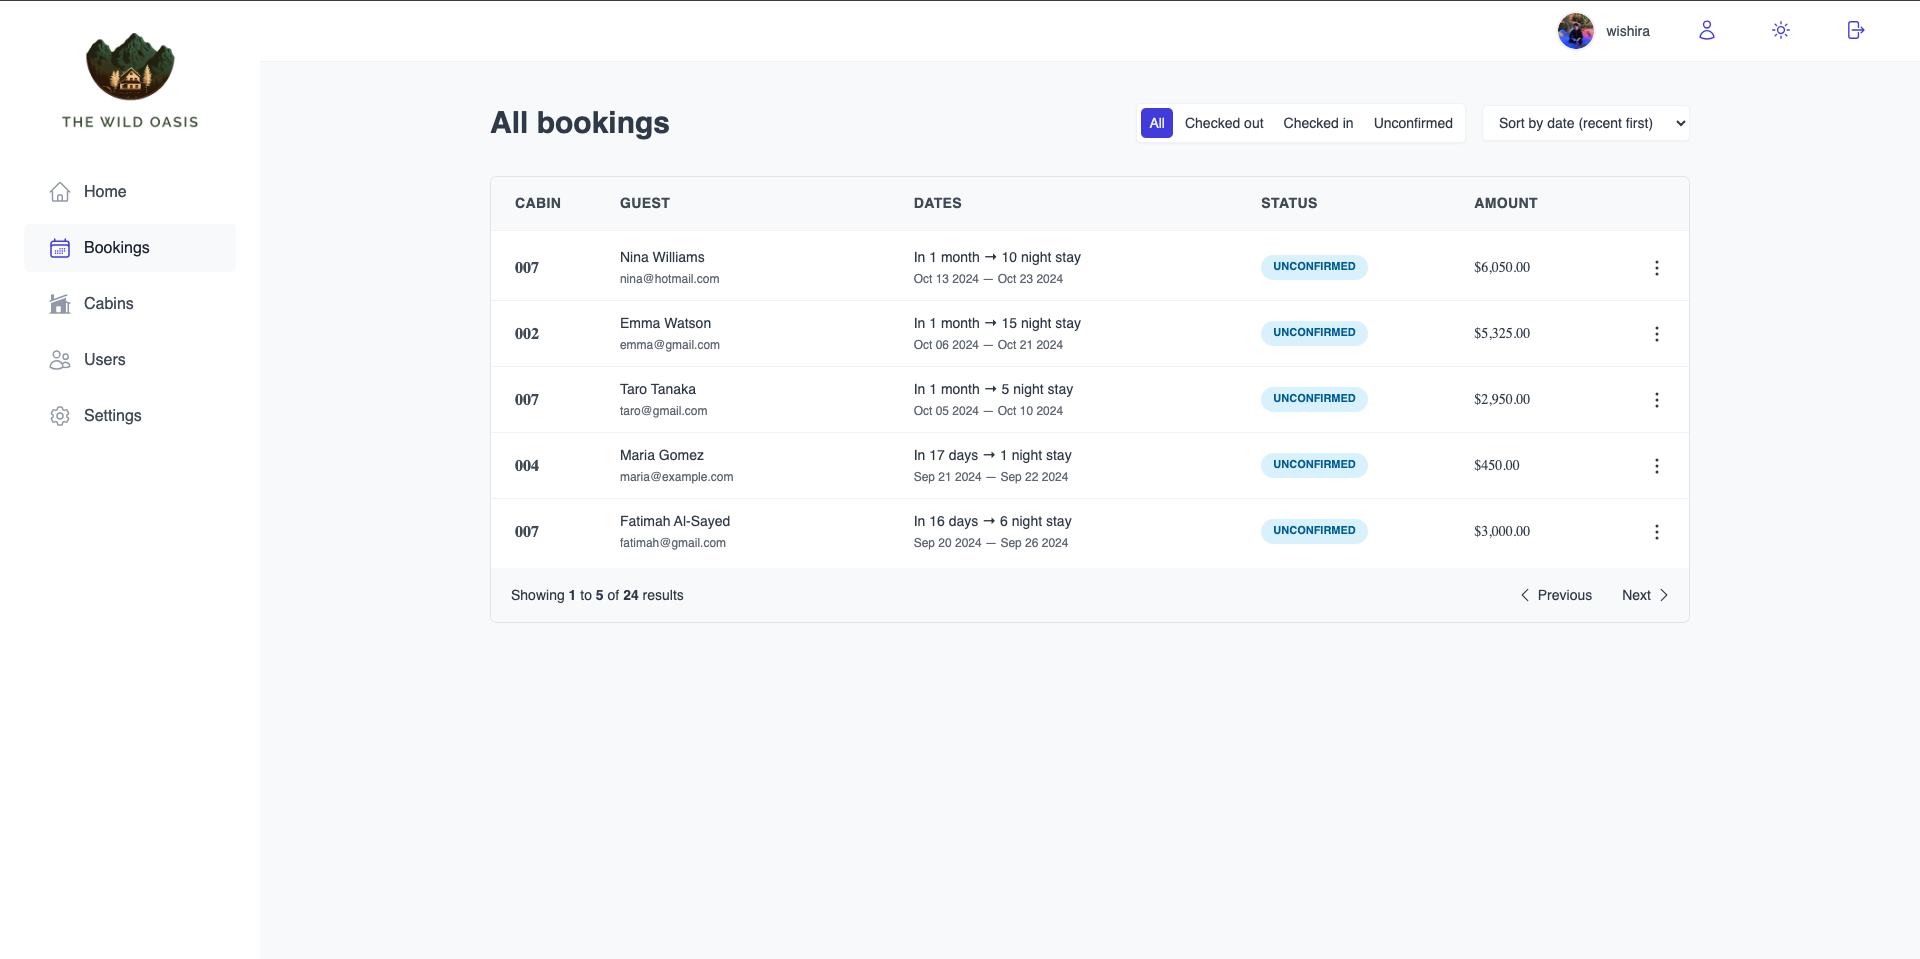 wishira
THE WILD OASIS
Home
Bookings
Cabins
Users
Settings
All bookings
All Checked out Checked in Unconfirmed
Sort by date (recent first)
CABIN GUEST DATES STATUS AMOUNT
007 Nina Williams In 1 month → 10 night stay UNCONFIRMED $6,050.00
nina@hotmail.com Oct 13 2024 — Oct 23 2024
002 Emma Watson In 1 month → 15 night stay UNCONFIRMED $5,325.00
emma@gmail.com Oct 06 2024 — Oct 21 2024
007 Taro Tanaka In 1 month → 5 night stay UNCONFIRMED $2,950.00
taro@gmail.com Oct 05 2024 — Oct 10 2024
004 Maria Gomez In 17 days → 1 night stay UNCONFIRMED $450.00
maria@example.com Sep 21 2024 — Sep 22 2024
007 Fatimah Al-Sayed In 16 days → 6 night stay UNCONFIRMED $3,000.00
fatimah@gmail.com Sep 20 2024 — Sep 26 2024
Showing 1 to 5 of 24 results
Previous Next